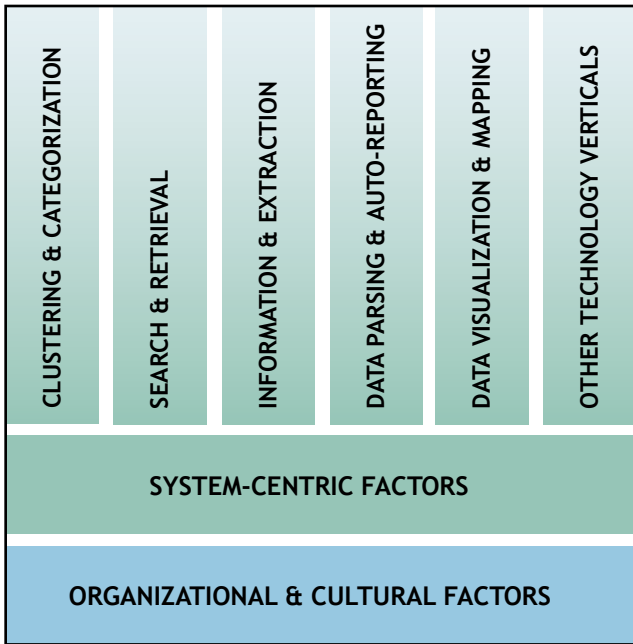 CLUSTERING & CATEGORIZATION
SEARCH & RETRIEVAL
INFORMATION & EXTRACTION
DATA PARSING & AUTO-REPORTING
DATA VISUALIZATION & MAPPING
OTHER TECHNOLOGY VERTICALS
SYSTEM-CENTRIC FACTORS
ORGANIZATIONAL & CULTURAL FACTORS